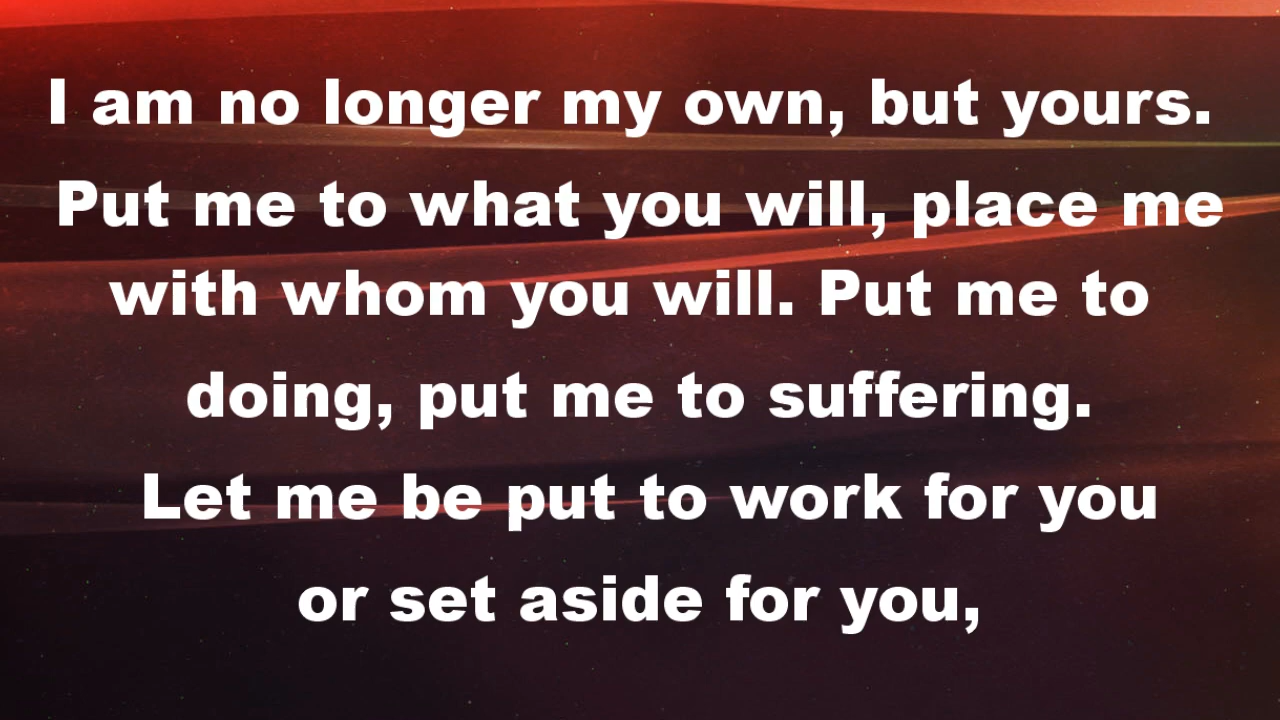 I am no longer my own, but yours.
Put me to what you will, place me
with whom you will. Put me to
doing, put me to suffering.
Let me be put to work for you
or set aside for you,